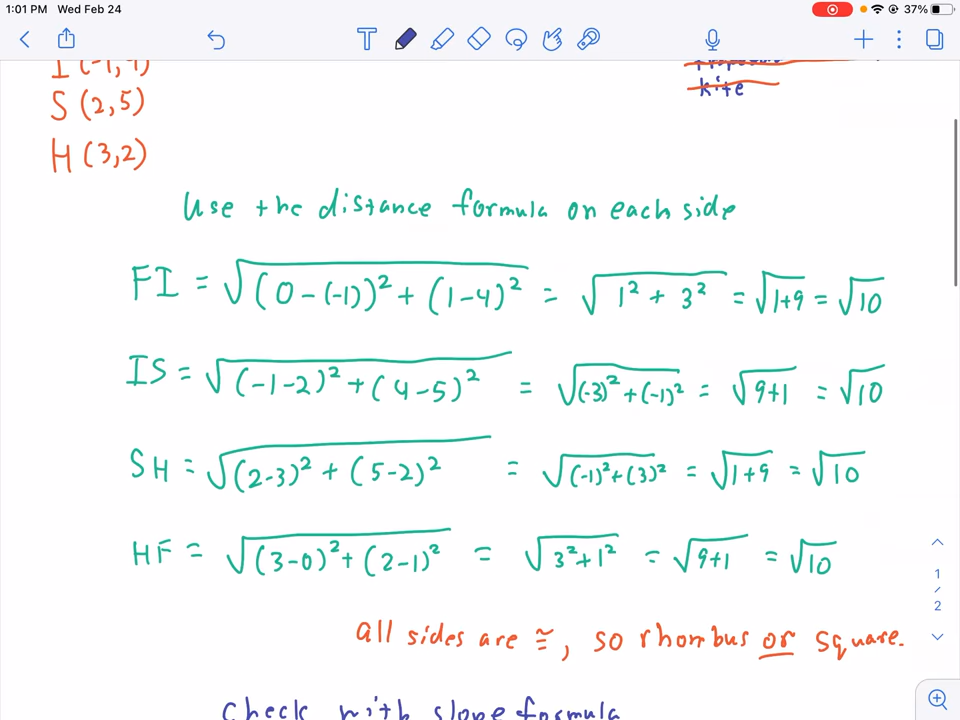 1:01 PM Wed Feb 24
37%
I (-1,4)
kite
S (2,5)
H (3,2)
Use the distance formula on each side
FI = √(0-(-1))² + (1-4)² = √1² + 3² = √1+9 = √10
IS = √(-1-2)² + (4-5)² = √(-3)² + (-1)² = √9+1 = √10
SH = √(2-3)² + (5-2)² = √(-1)² + (3)² = √1+9 = √10
HF = √(3-0)² + (2-1)² = √3² + 1² = √9+1 = √10
1
/
2
all sides are ≅, so rhombus or square.
Check with slope formula